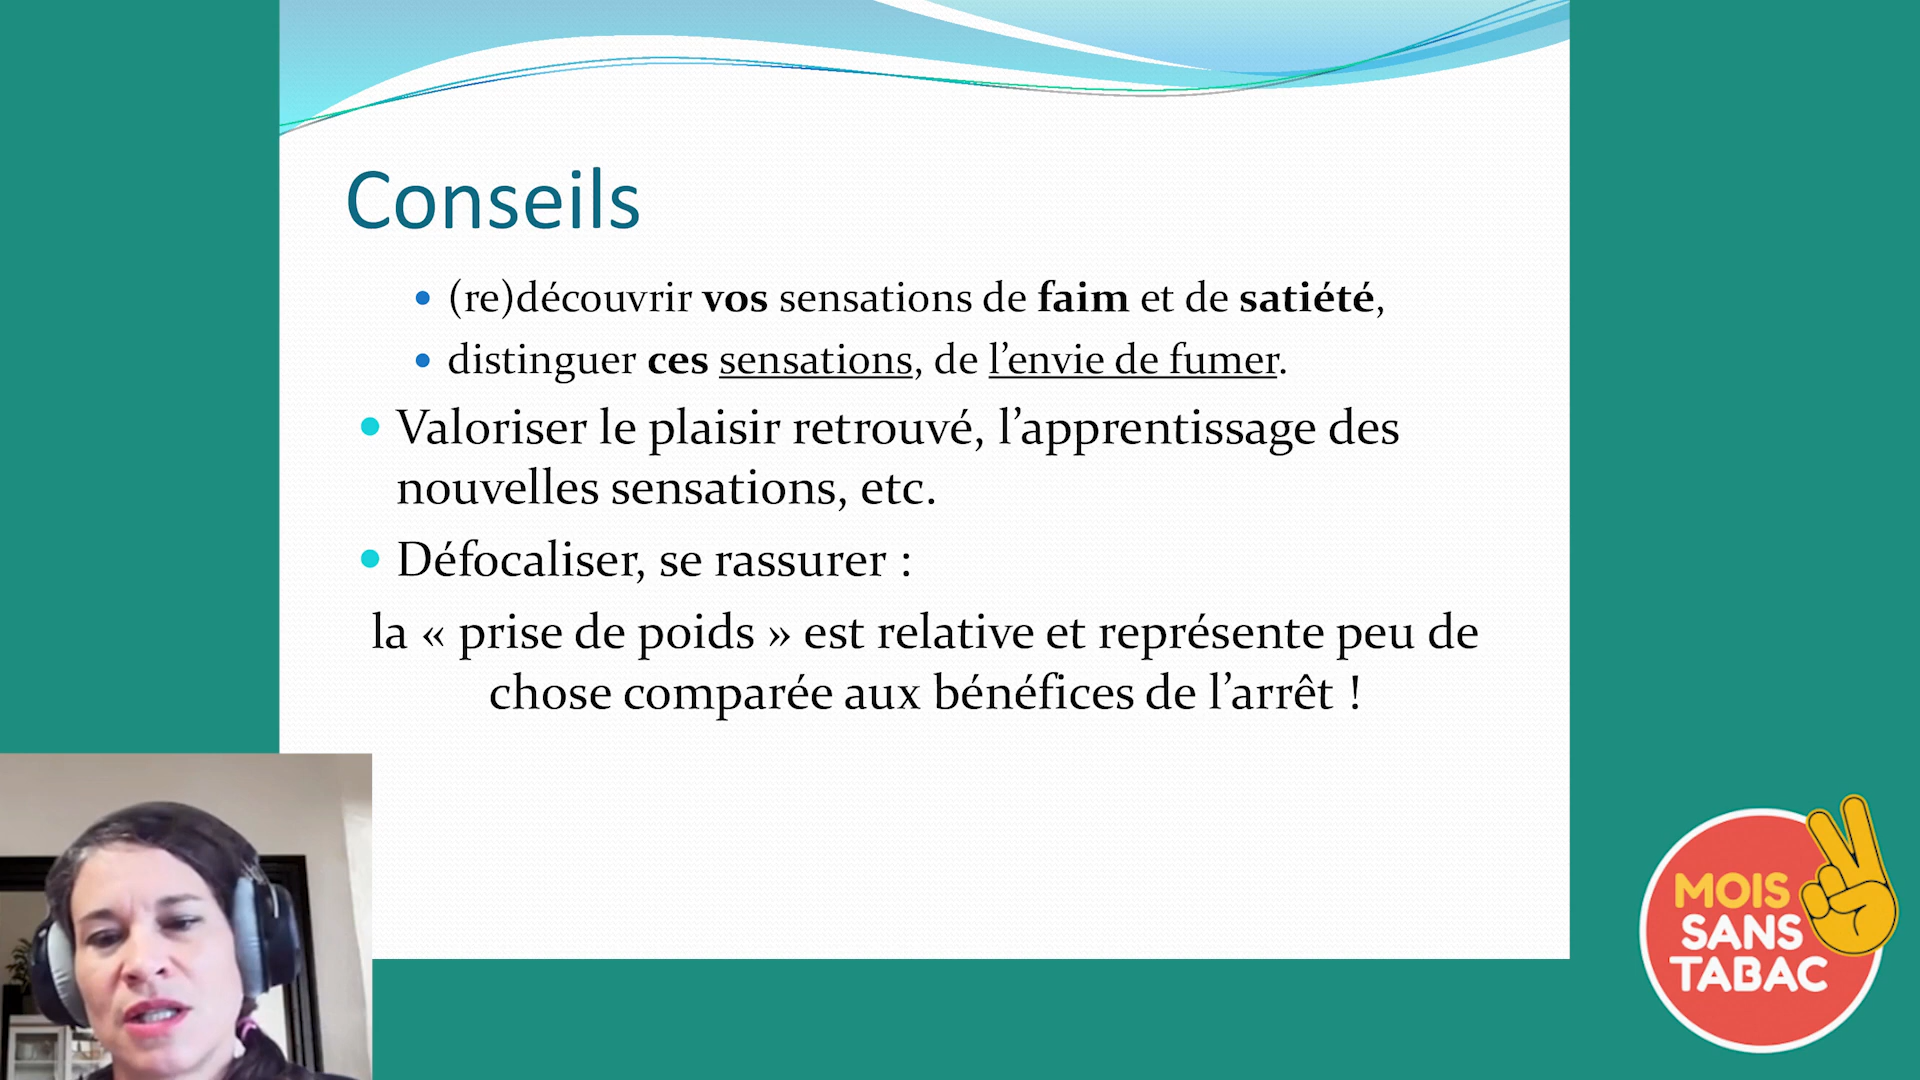 Conseils
• (re)découvrir vos sensations de faim et de satiété,
• distinguer ces sensations, de l’envie de fumer.
• Valoriser le plaisir retrouvé, l’apprentissage des
nouvelles sensations, etc.
• Défocaliser, se rassurer :
la « prise de poids » est relative et représente peu de
chose comparée aux bénéfices de l’arrêt !
MOIS
SANS
TABAC